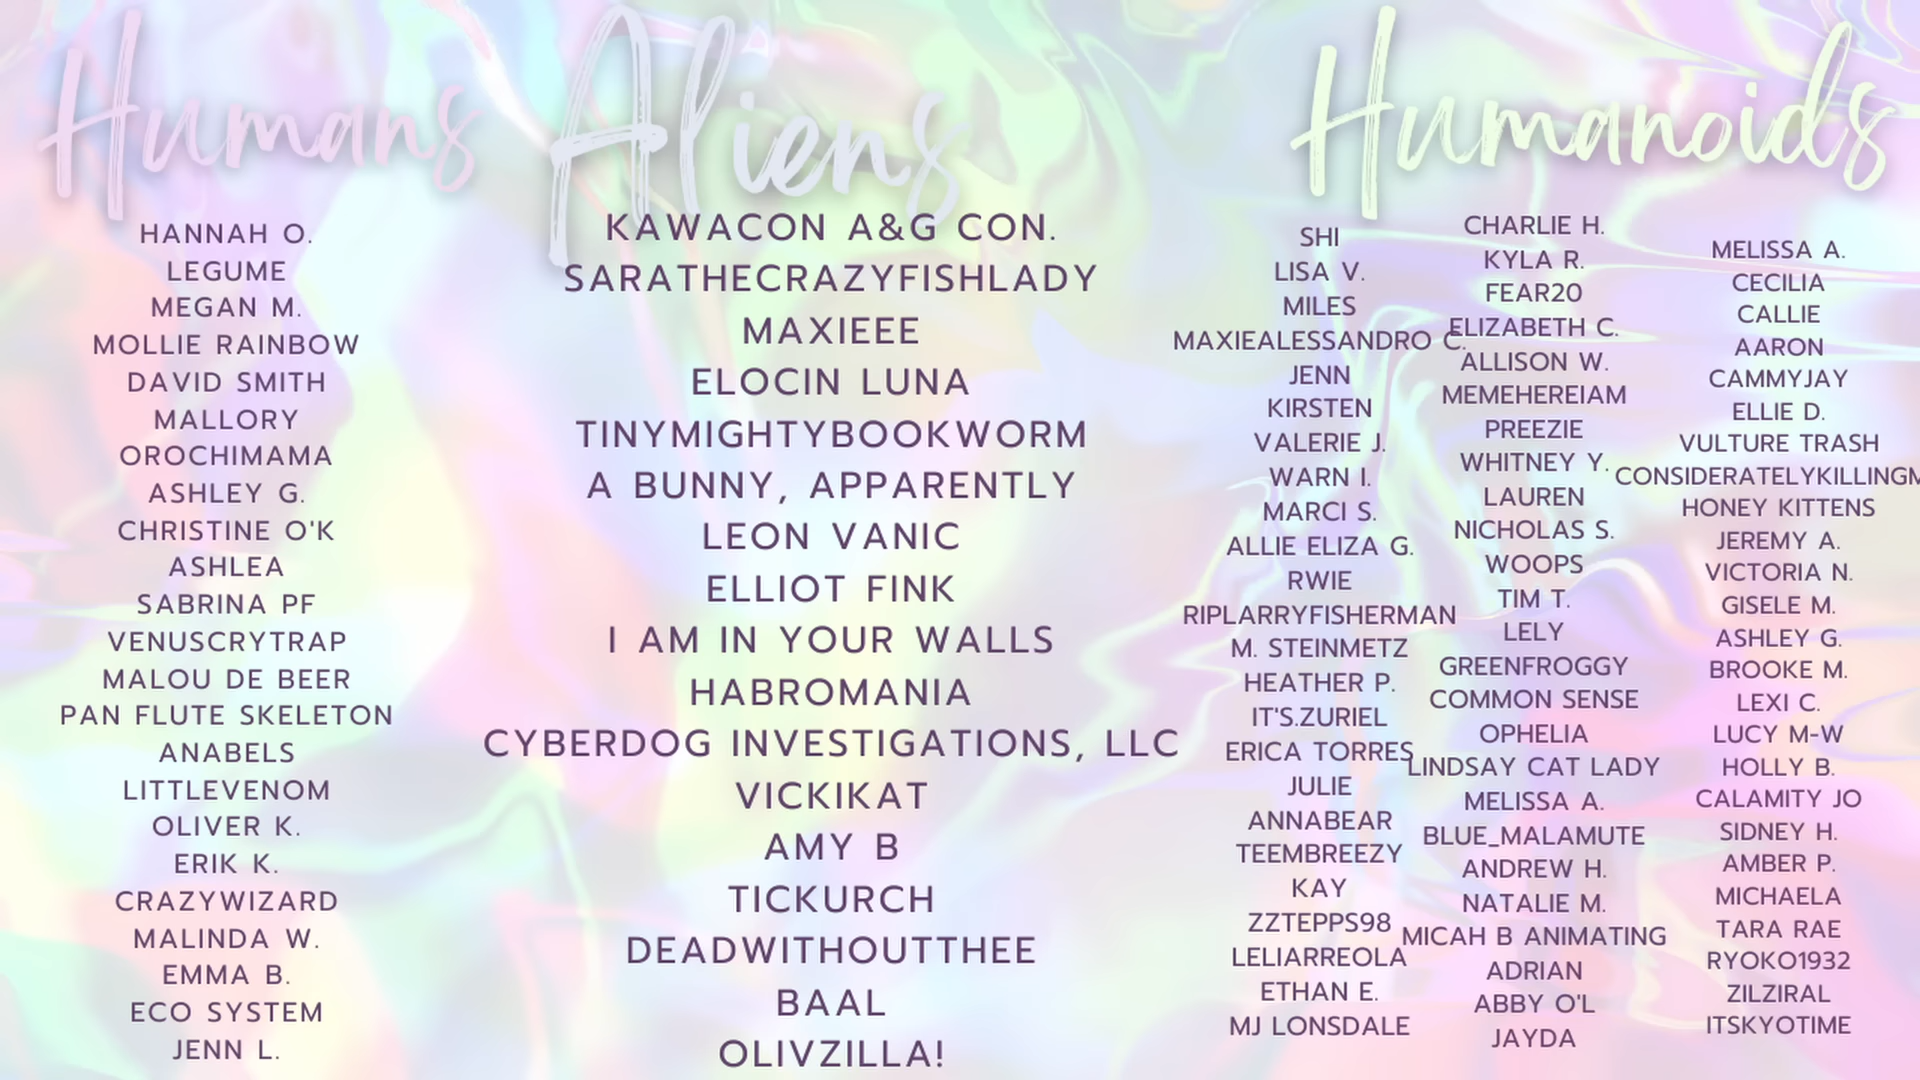 Humans
HANNAH O.
LEGUME
MEGAN M.
MOLLIE RAINBOW
DAVID SMITH
MALLORY
OROCHIMAMA
ASHLEY G.
CHRISTINE O'K
ASHLEA
SABRINA PF
VENUSCRYTRAP
MALOU DE BEER
PAN FLUTE SKELETON
ANABELS
LITTLEVENOM
OLIVER K.
ERIK K.
CRAZYWIZARD
MALINDA W.
EMMA B.
ECO SYSTEM
JENN L.
Aliens
KAWACON A&G CON.
SARATHECRAZYFISHLADY
MAXIEEE
ELOCIN LUNA
TINYMIGHTYBOOKWORM
A BUNNY, APPARENTLY
LEON VANIC
ELLIOT FINK
I AM IN YOUR WALLS
HABROMANIA
CYBERDOG INVESTIGATIONS, LLC
VICKIKAT
AMY B
TICKURCH
DEADWITHOUTTHEE
BAAL
OLIVZILLA!
Humanoids
SHI
LISA V.
MILES
MAXIEALESSANDRO C.
JENN
KIRSTEN
VALERIE J.
WARN I.
MARCI S.
ALLIE ELIZA G.
RWIE
RIPLARRYFISHERMAN
M. STEINMETZ
HEATHER P.
IT'S.ZURIEL
ERICA TORRES
JULIE
ANNABEAR
TEEMBREEZY
KAY
ZZTEPPS98
LELIARREOLA
ETHAN E.
MJ LONSDALE
CHARLIE H.
KYLA R.
FEAR20
ELIZABETH C.
ALLISON W.
MEMEHEREIAM
PREEZIE
WHITNEY Y.
LAUREN
NICHOLAS S.
WOOPS
TIM T.
LELY
GREENFROGGY
COMMON SENSE
OPHELIA
LINDSAY CAT LADY
MELISSA A.
BLUE_MALAMUTE
ANDREW H.
NATALIE M.
MICAH B ANIMATING
ADRIAN
ABBY O'L
JAYDA
MELISSA A.
CECILIA
CALLIE
AARON
CAMMYJAY
ELLIE D.
VULTURE TRASH
CONSIDERATELYKILLINGM
HONEY KITTENS
JEREMY A.
VICTORIA N.
GISELE M.
ASHLEY G.
BROOKE M.
LEXI C.
LUCY M-W
HOLLY B.
CALAMITY JO
SIDNEY H.
AMBER P.
MICHAELA
TARA RAE
RYOKO1932
ZILZIRAL
ITSKYOTIME